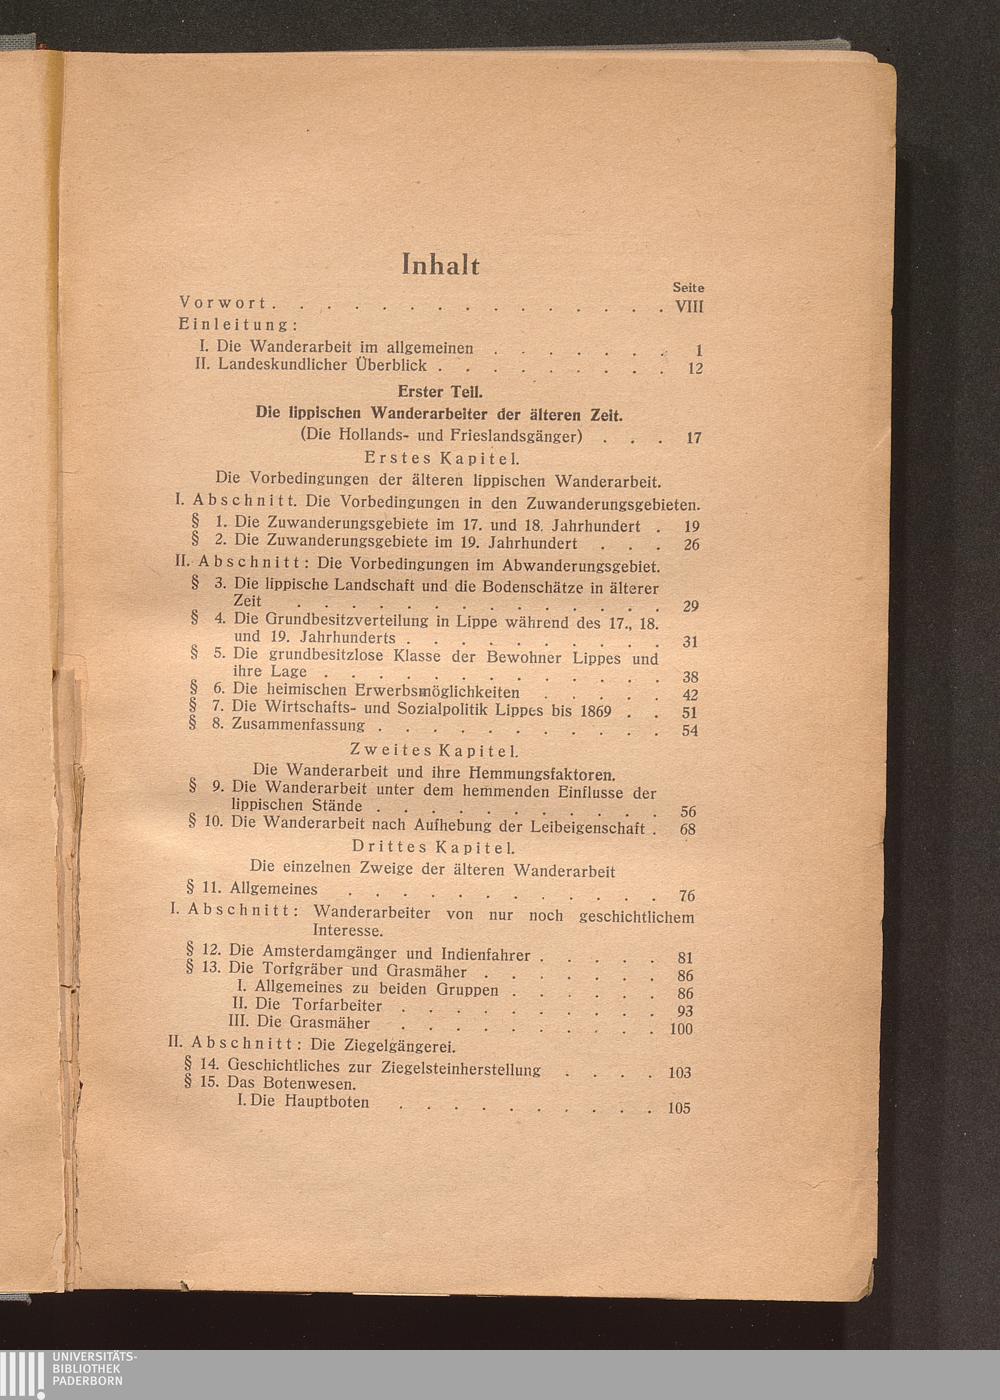 Inhalt
Seite
Vorwort . . . . . . . . . . . . . . . VIII
Einleitung:
I. Die Wanderarbeit im allgemeinen . . . . . . . 1
II. Landeskundlicher Überblick . . . . . . . . . 12
Erster Teil.
Die lippischen Wanderarbeiter der älteren Zeit.
(Die Hollands- und Frieslandsgänger) . . . 17
Erstes Kapitel.
Die Vorbedingungen der älteren lippischen Wanderarbeit.
I. Abschnitt. Die Vorbedingungen in den Zuwanderungsgebieten.
§ 1. Die Zuwanderungsgebiete im 17. und 18. Jahrhundert . 19
§ 2. Die Zuwanderungsgebiete im 19. Jahrhundert . . . 26
II. Abschnitt: Die Vorbedingungen im Abwanderungsgebiet.
§ 3. Die lippische Landschaft und die Bodenschätze in älterer
Zeit . . . . . . . . . . . . . . 29
§ 4. Die Grundbesitzverteilung in Lippe während des 17., 18.
und 19. Jahrhunderts . . . . . . . . . . 31
§ 5. Die grundbesitzlose Klasse der Bewohner Lippes und
ihre Lage . . . . . . . . . . . . . 38
§ 6. Die heimischen Erwerbsmöglichkeiten . . . . . 42
§ 7. Die Wirtschafts- und Sozialpolitik Lippes bis 1869 . . 51
§ 8. Zusammenfassung . . . . . . . . . . . 54
Zweites Kapitel.
Die Wanderarbeit und ihre Hemmungsfaktoren.
§ 9. Die Wanderarbeit unter dem hemmenden Einflusse der
lippischen Stände . . . . . . . . . . . 56
§ 10. Die Wanderarbeit nach Aufhebung der Leibeigenschaft . 68
Drittes Kapitel.
Die einzelnen Zweige der älteren Wanderarbeit
§ 11. Allgemeines . . . . . . . . . . . . 76
I. Abschnitt: Wanderarbeiter von nur noch geschichtlichem
Interesse.
§ 12. Die Amsterdamgänger und Indienfahrer . . . . . 81
§ 13. Die Torfgräber und Grasmäher . . . . . . . 86
I. Allgemeines zu beiden Gruppen . . . . . . 86
II. Die Torfarbeiter . . . . . . . . . . 93
III. Die Grasmäher . . . . . . . . . . 100
II. Abschnitt: Die Ziegelgängerei.
§ 14. Geschichtliches zur Ziegelsteinherstellung . . . . 103
§ 15. Das Botenwesen.
I. Die Hauptboten . . . . . . . . . . 105
UNIVERSITÄTS-
BIBLIOTHEK
PADERBORN